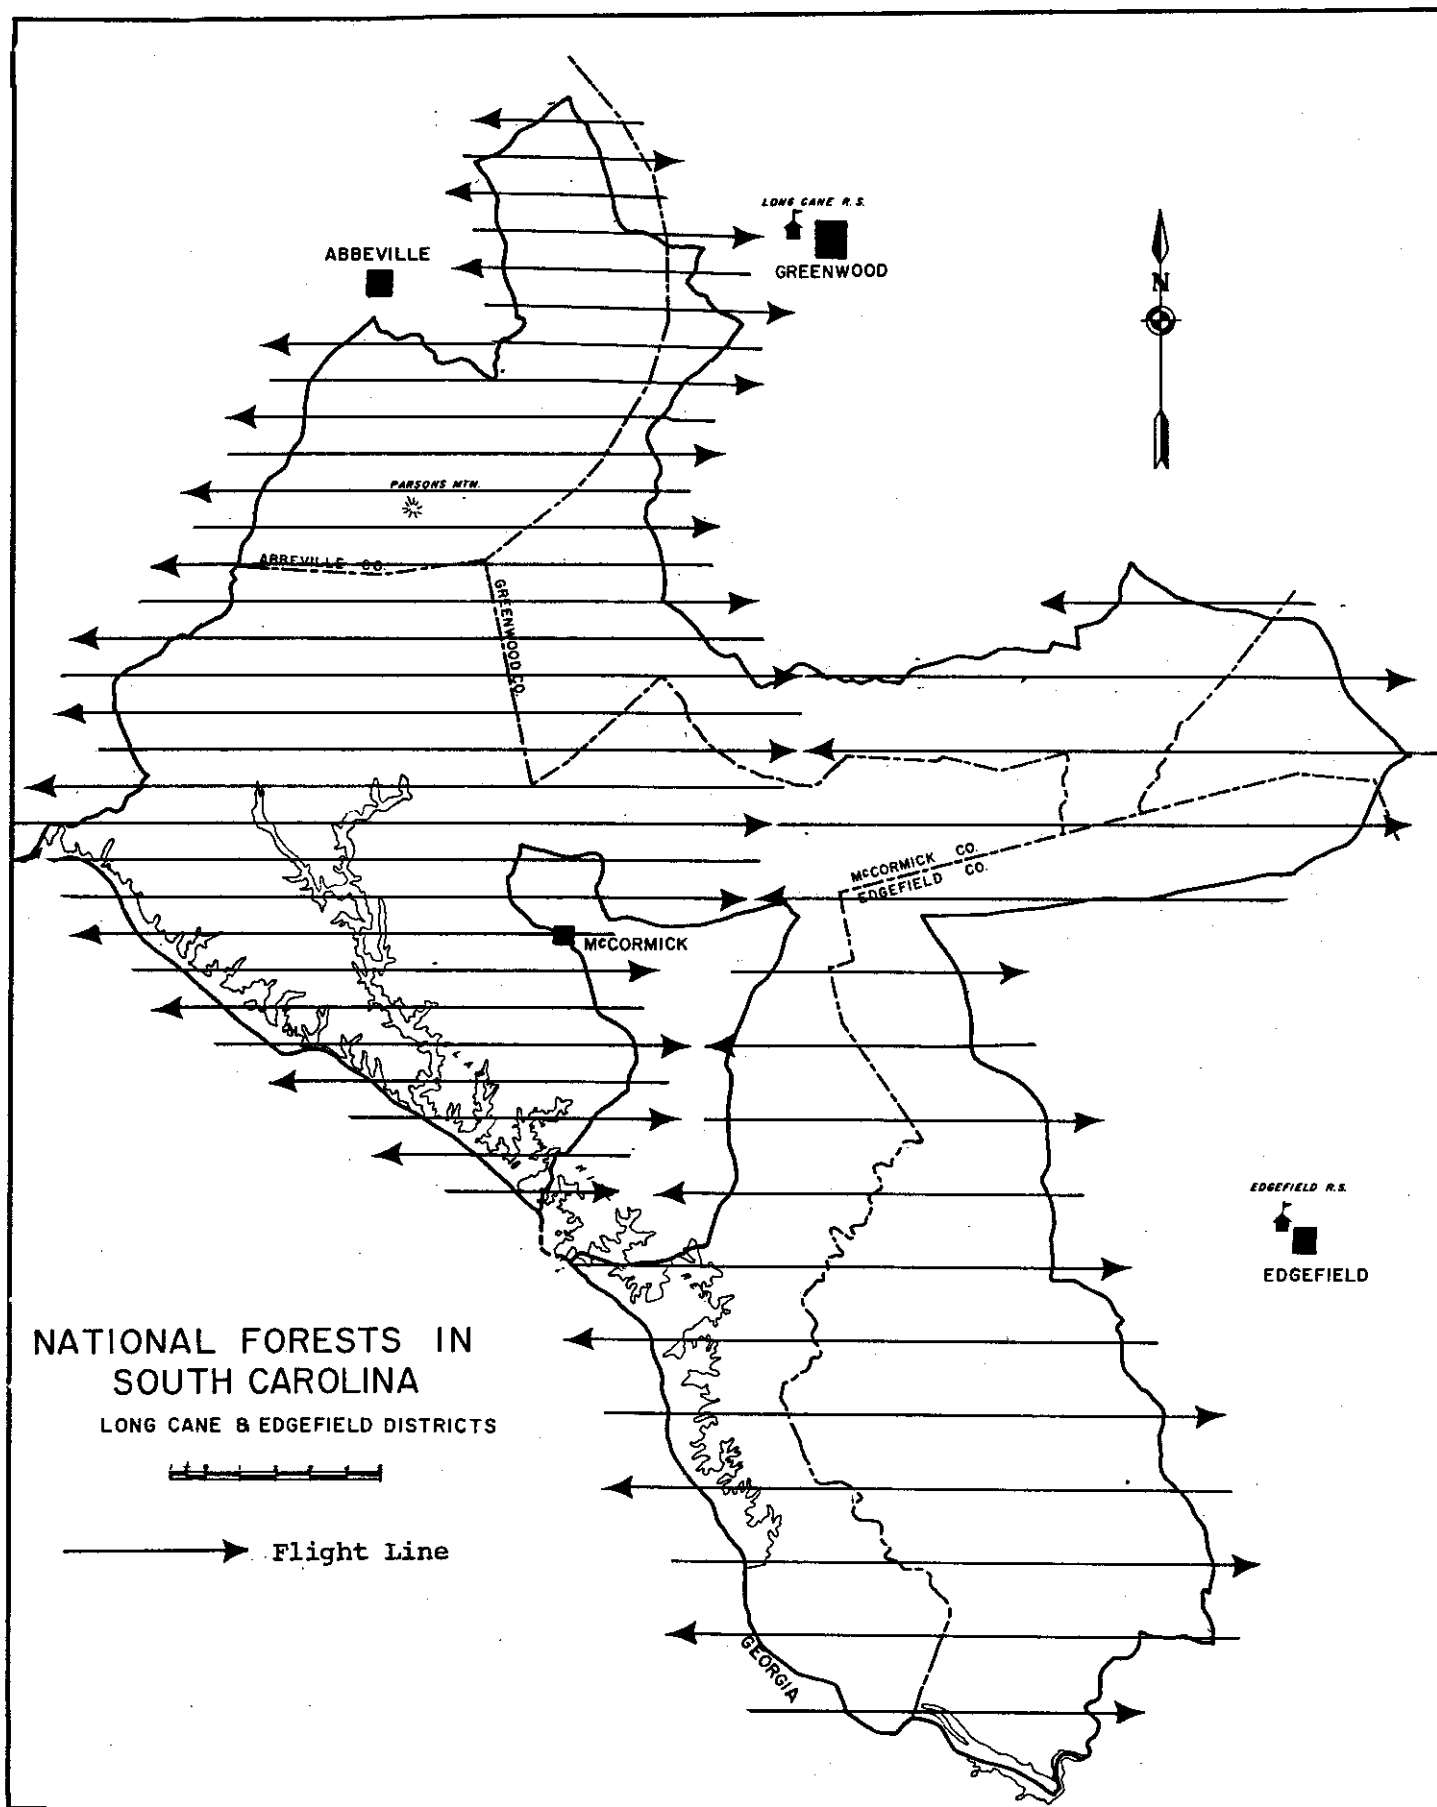 LONG CANE R.S.
GREENWOOD
ABBEVILLE
N
PARSONS MTN.
ABBEVILLE CO.
GREENWOOD CO.
McCORMICK CO.
EDGEFIELD CO.
McCORMICK
EDGEFIELD R.S.
EDGEFIELD
NATIONAL FORESTS IN
SOUTH CAROLINA
LONG CANE & EDGEFIELD DISTRICTS
Flight Line
GEORGIA